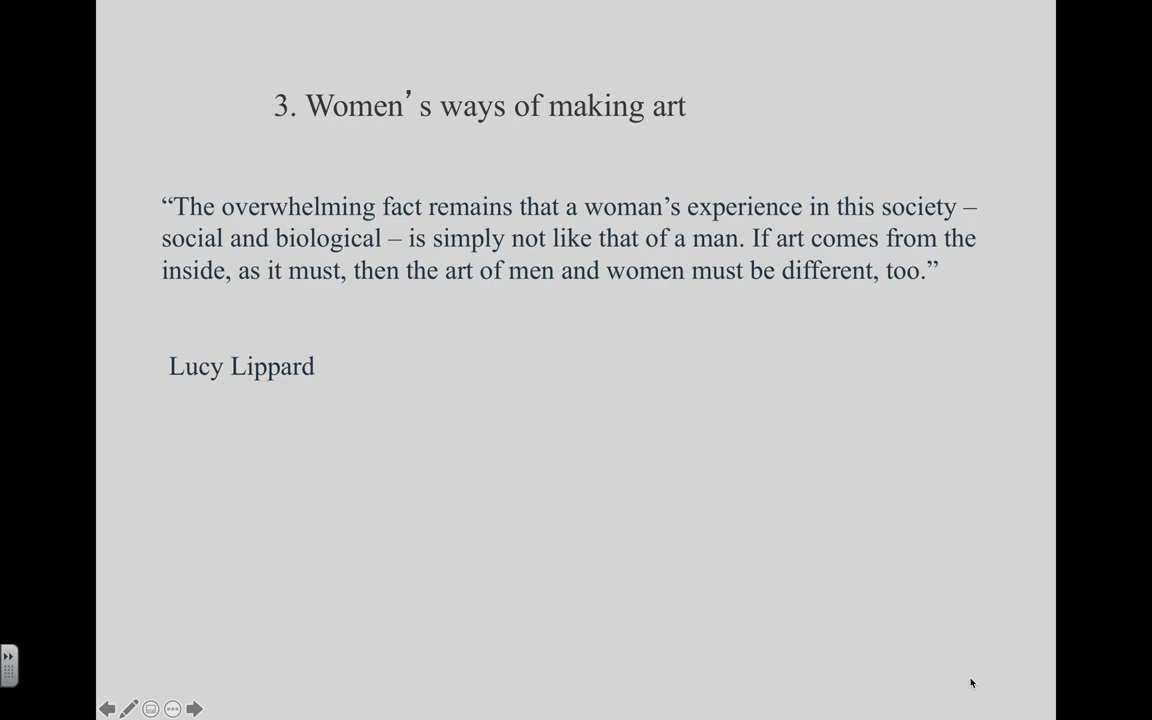 3. Women’s ways of making art
“The overwhelming fact remains that a woman’s experience in this society –
social and biological – is simply not like that of a man. If art comes from the
inside, as it must, then the art of men and women must be different, too.”
Lucy Lippard